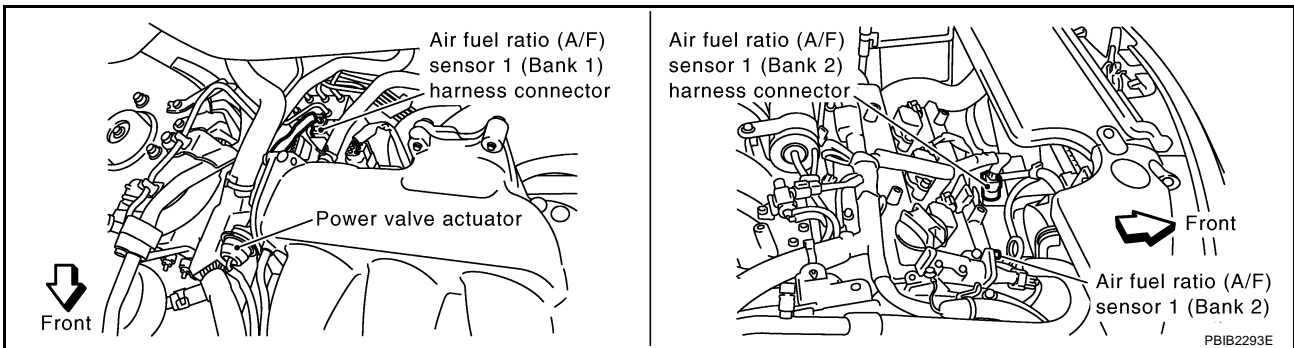 Air fuel ratio (A/F)
sensor 1 (Bank 1)
harness connector
Power valve actuator
Front
Air fuel ratio (A/F)
sensor 1 (Bank 2)
harness connector
Front
Air fuel ratio (A/F)
sensor 1 (Bank 2)
PBIB2293E